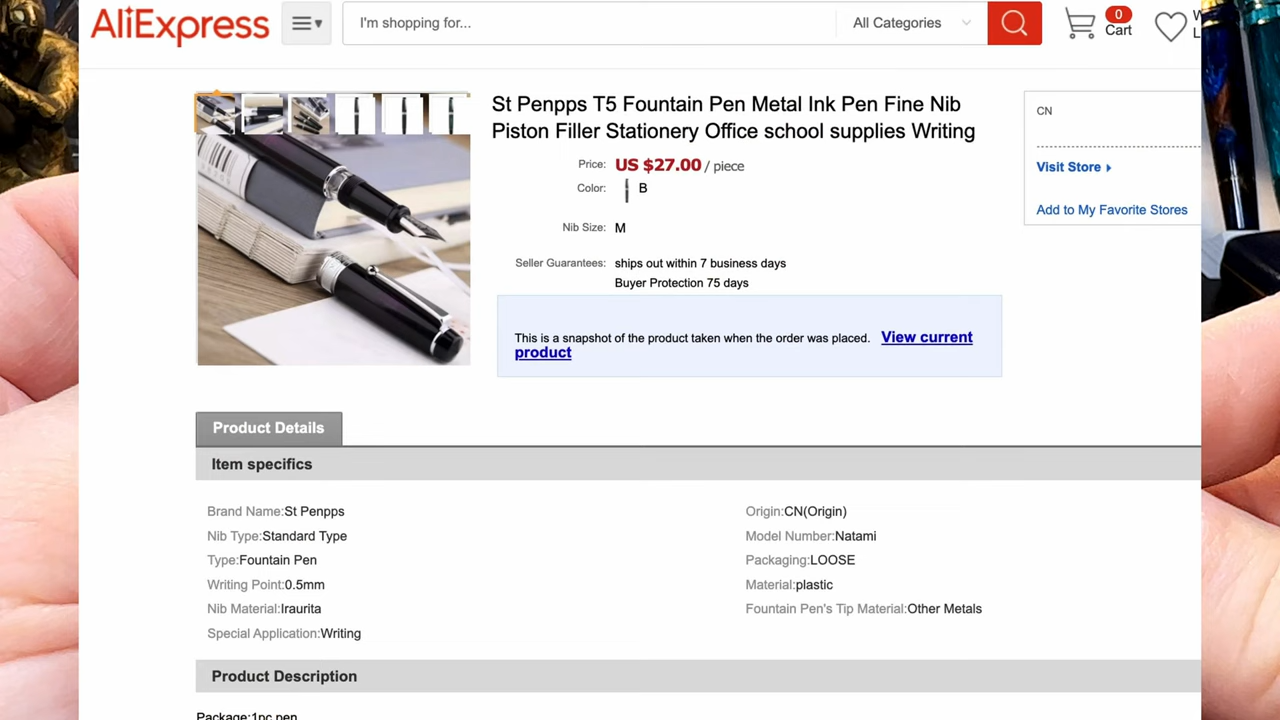 AliExpress
I'm shopping for...
All Categories
0
Cart
St Penpps T5 Fountain Pen Metal Ink Pen Fine Nib
Piston Filler Stationery Office school supplies Writing
Price: US $27.00 / piece
Color: B
Nib Size: M
Seller Guarantees: ships out within 7 business days
Buyer Protection 75 days
This is a snapshot of the product taken when the order was placed. View current
product
CN
Visit Store
Add to My Favorite Stores
Product Details
Item specifics
Brand Name:St Penpps
Origin:CN(Origin)
Nib Type:Standard Type
Model Number:Natami
Type:Fountain Pen
Packaging:LOOSE
Writing Point:0.5mm
Material:plastic
Nib Material:Iraurita
Fountain Pen's Tip Material:Other Metals
Special Application:Writing
Product Description
Package:1pc pen